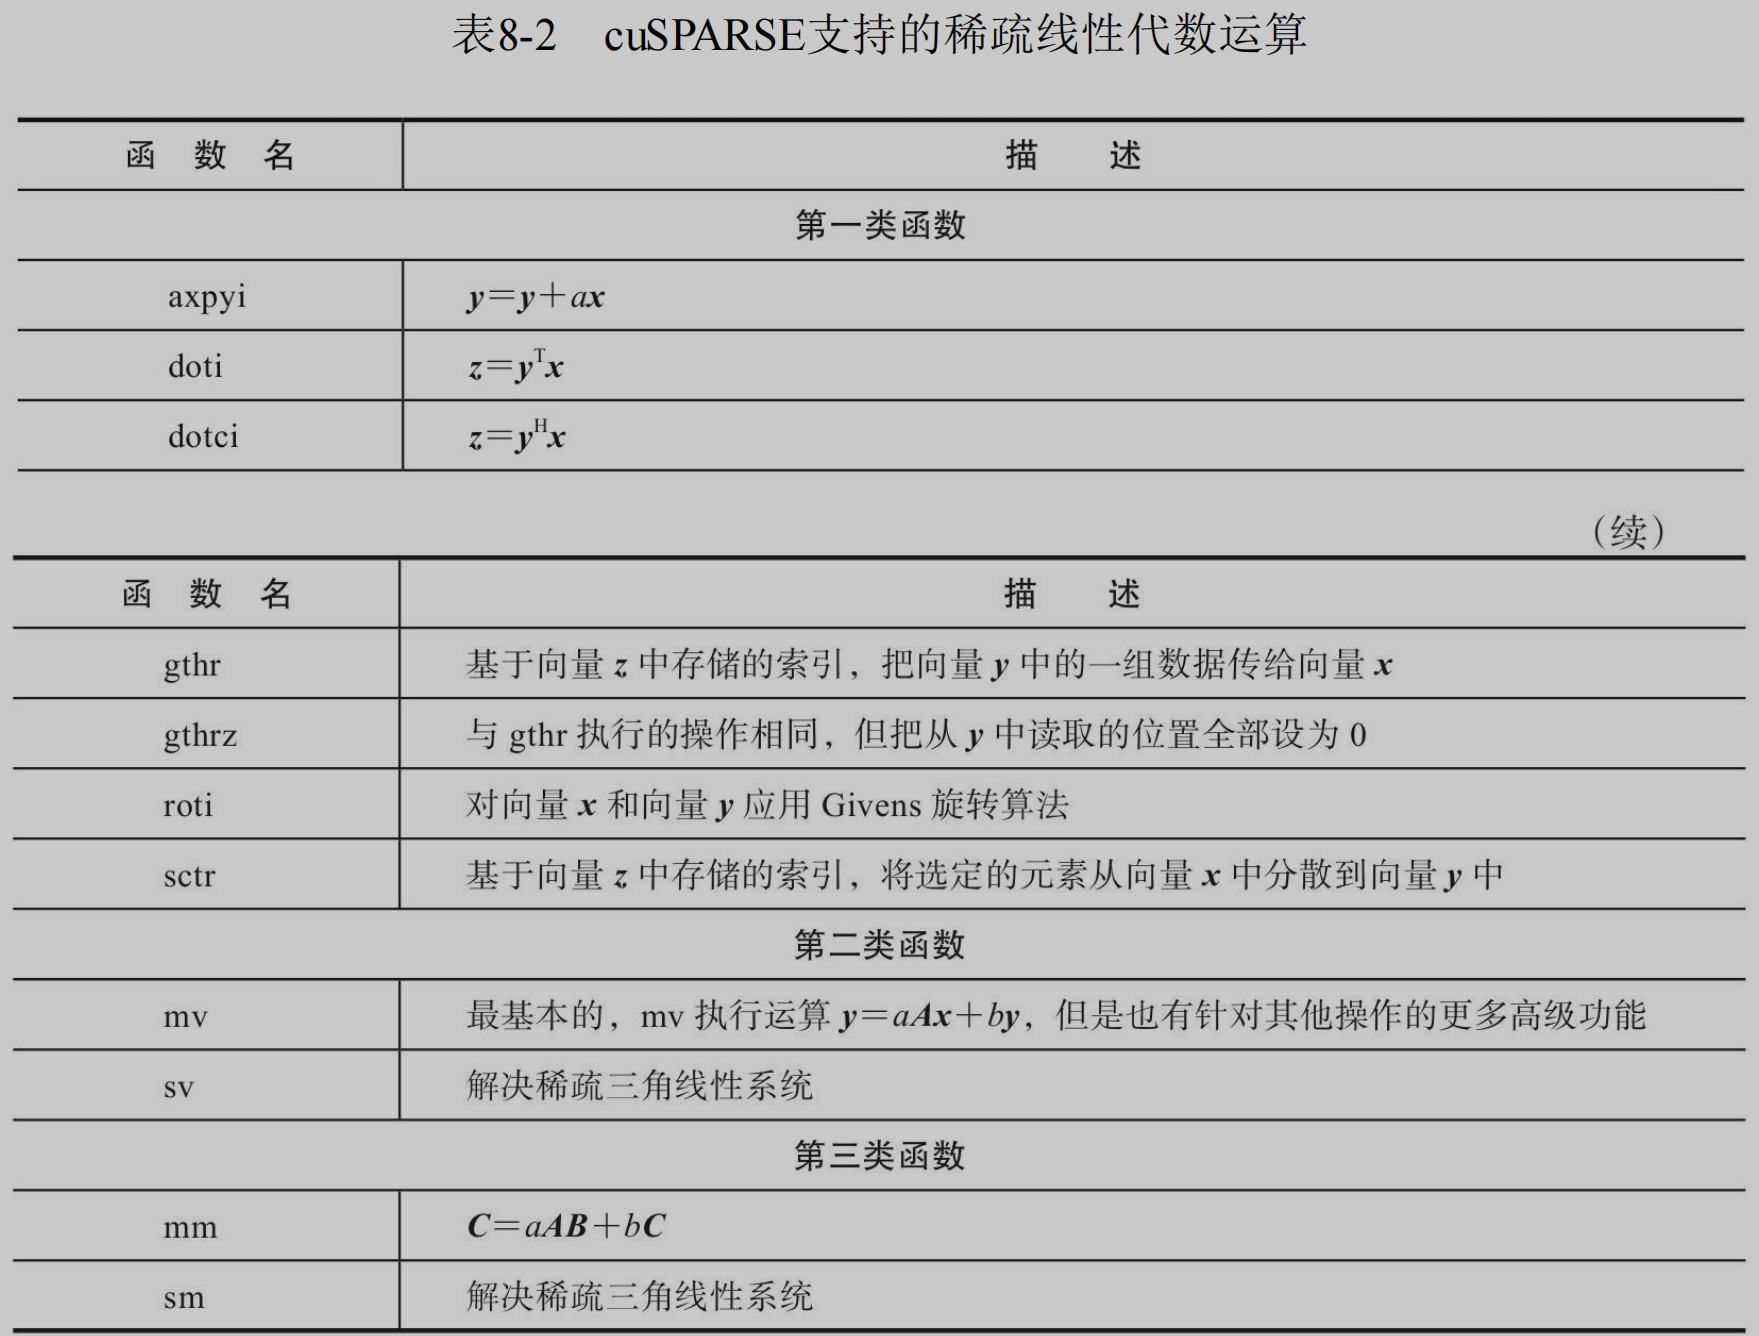 表8-2 cuSPARSE支持的稀疏线性代数运算
函 数 名 描 述
第一类函数
axpyi y=y+ax
doti z=yᵀx
dotci z=yᴴx
(续)
函 数 名 描 述
gthr 基于向量 z 中存储的索引，把向量 y 中的一组数据传给向量 x
gthrz 与 gthr 执行的操作相同，但把从 y 中读取的位置全部设为 0
roti 对向量 x 和向量 y 应用 Givens 旋转算法
sctr 基于向量 z 中存储的索引，将选定的元素从向量 x 中分散到向量 y 中
第二类函数
mv 最基本的，mv 执行运算 y=aAx+by，但是也有针对其他操作的更多高级功能
sv 解决稀疏三角线性系统
第三类函数
mm C=aAB+bC
sm 解决稀疏三角线性系统